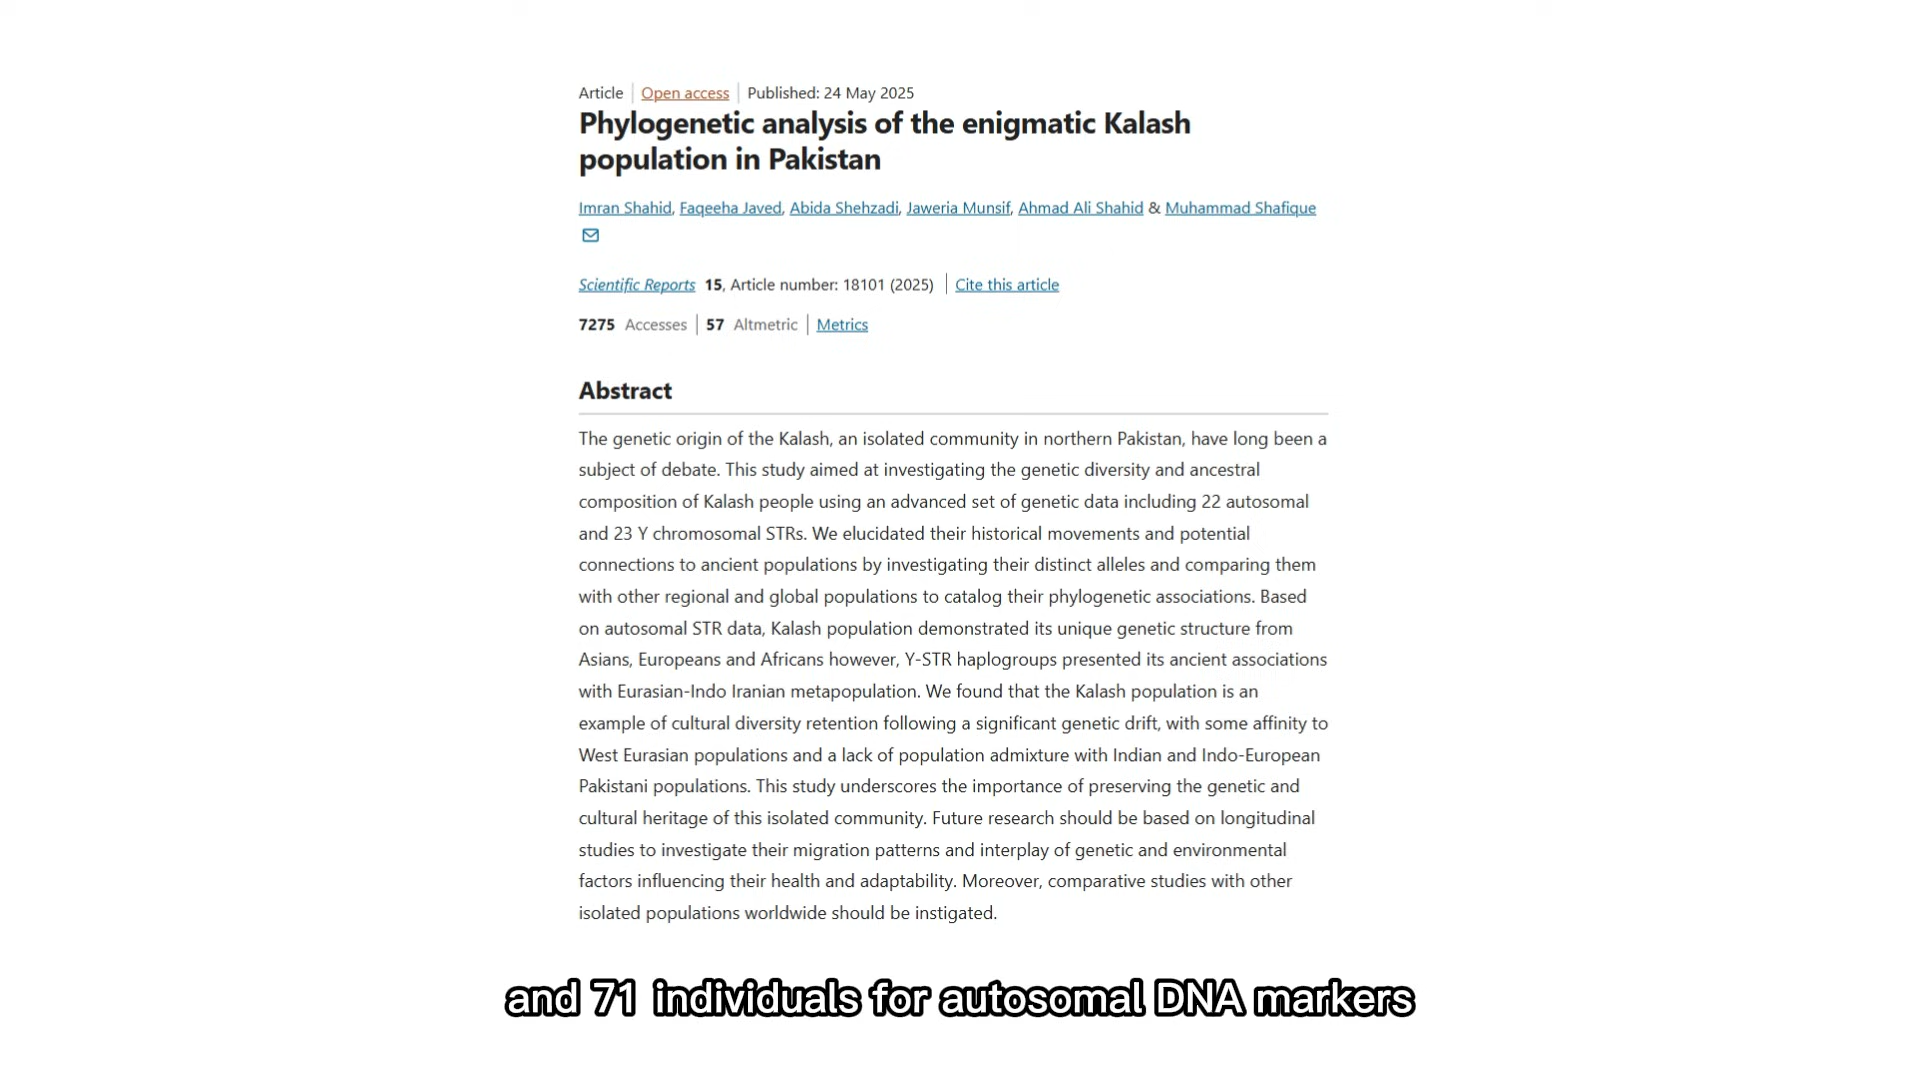 Article | Open access | Published: 24 May 2025
Phylogenetic analysis of the enigmatic Kalash
population in Pakistan
Imran Shahid, Faqeeha Javed, Abida Shehzadi, Jaweria Munsif, Ahmad Ali Shahid & Muhammad Shafique
Scientific Reports 15, Article number: 18101 (2025) | Cite this article
7275 Accesses | 57 Altmetric | Metrics
Abstract
The genetic origin of the Kalash, an isolated community in northern Pakistan, have long been a
subject of debate. This study aimed at investigating the genetic diversity and ancestral
composition of Kalash people using an advanced set of genetic data including 22 autosomal
and 23 Y chromosomal STRs. We elucidated their historical movements and potential
connections to ancient populations by investigating their distinct alleles and comparing them
with other regional and global populations to catalog their phylogenetic associations. Based
on autosomal STR data, Kalash population demonstrated its unique genetic structure from
Asians, Europeans and Africans however, Y-STR haplogroups presented its ancient associations
with Eurasian-Indo Iranian metapopulation. We found that the Kalash population is an
example of cultural diversity retention following a significant genetic drift, with some affinity to
West Eurasian populations and a lack of population admixture with Indian and Indo-European
Pakistani populations. This study underscores the importance of preserving the genetic and
cultural heritage of this isolated community. Future research should be based on longitudinal
studies to investigate their migration patterns and interplay of genetic and environmental
factors influencing their health and adaptability. Moreover, comparative studies with other
isolated populations worldwide should be instigated.
and 71 individuals for autosomal DNA markers